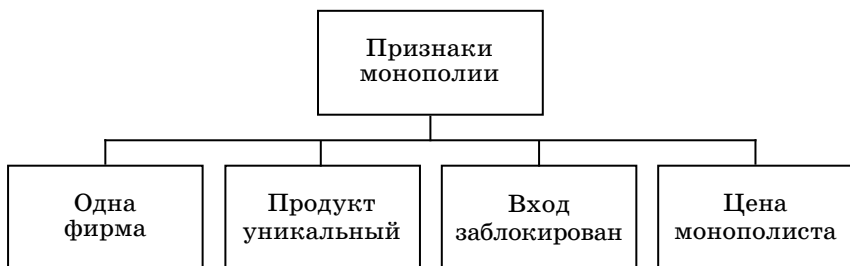 Признаки
монополии
Одна
фирма
Продукт
уникальный
Вход
заблокирован
Цена
монополиста